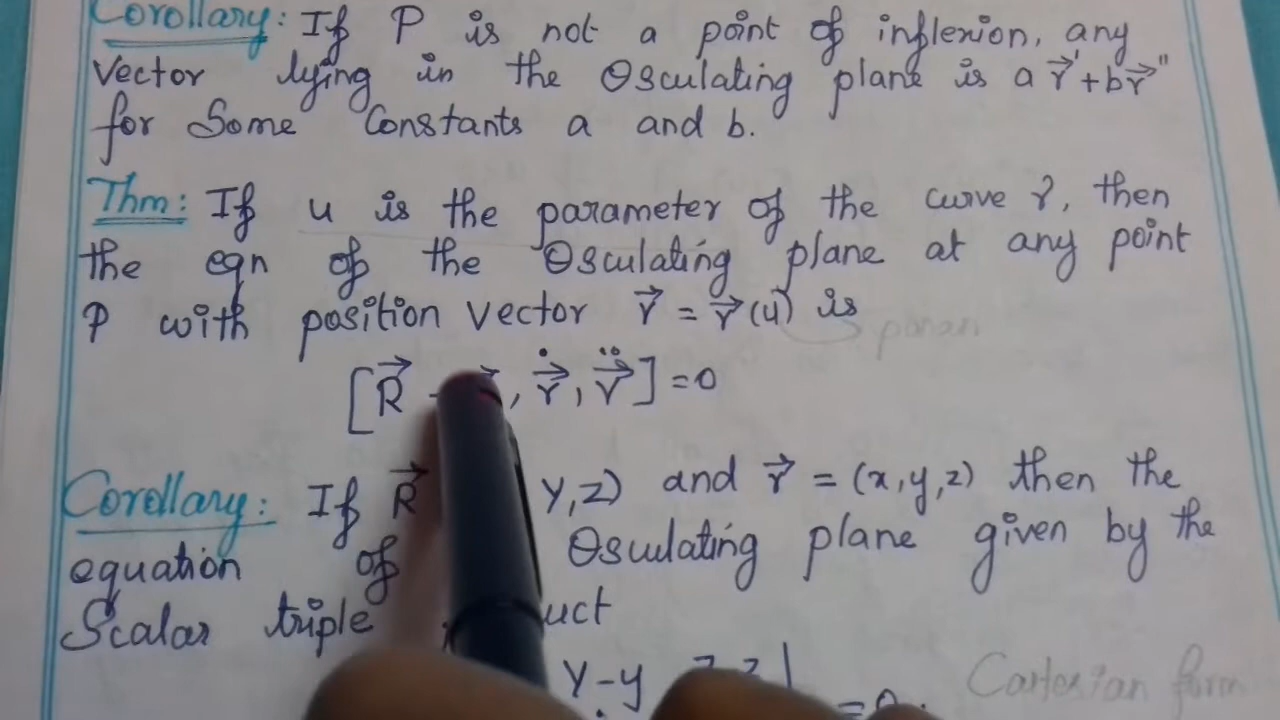 Corollary: If P is not a point of inflexion, any
vector lying in the Osculating plane is a r⃗' + b r⃗''
for Some Constants a and b.
Thm: If u is the parameter of the curve γ, then
the eqn of the Osculating plane at any point
P with position vector r⃗ = r⃗(u) is
[R⃗ - , ṙ⃗, r̈⃗] = 0
Corollary: If R⃗ Y, Z) and r⃗ = (x, y, z) then the
equation of Osculating plane given by the
Scalar triple uct
Y-y Z-z | = 0. Cartesian form